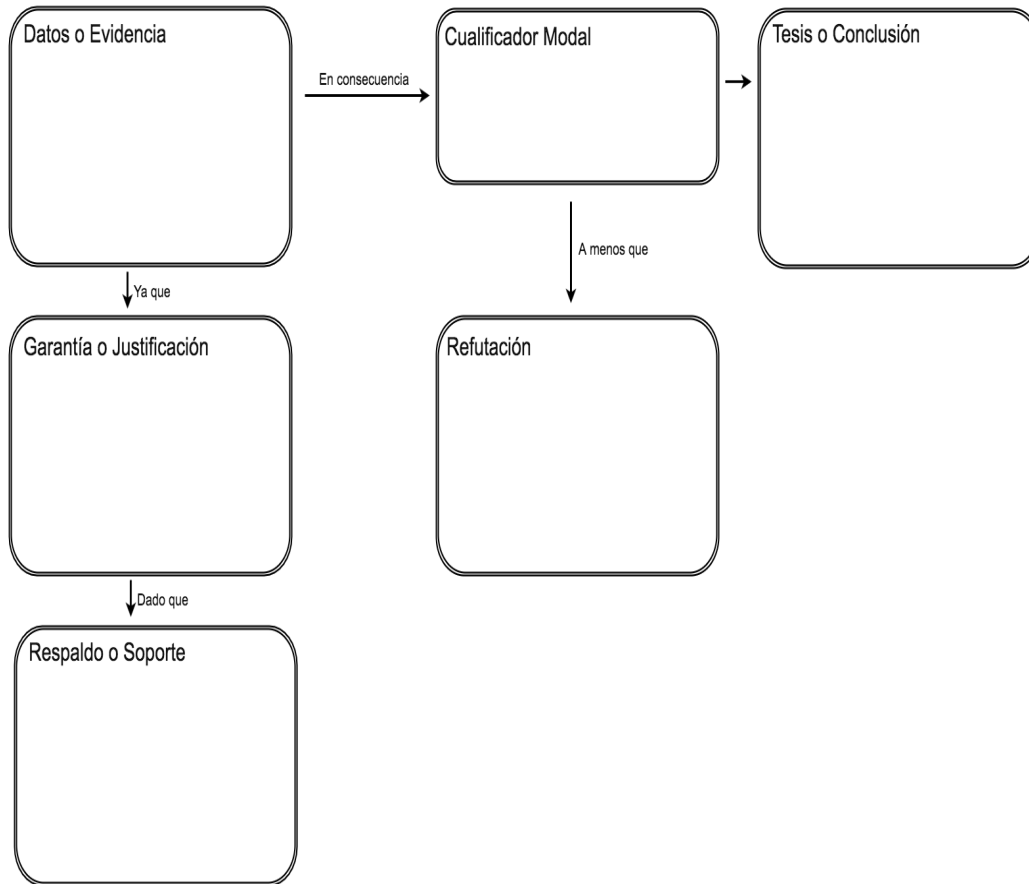 Datos o Evidencia
En consecuencia
Cualificador Modal
Tesis o Conclusión
Ya que
A menos que
Garantía o Justificación
Refutación
Dado que
Respaldo o Soporte